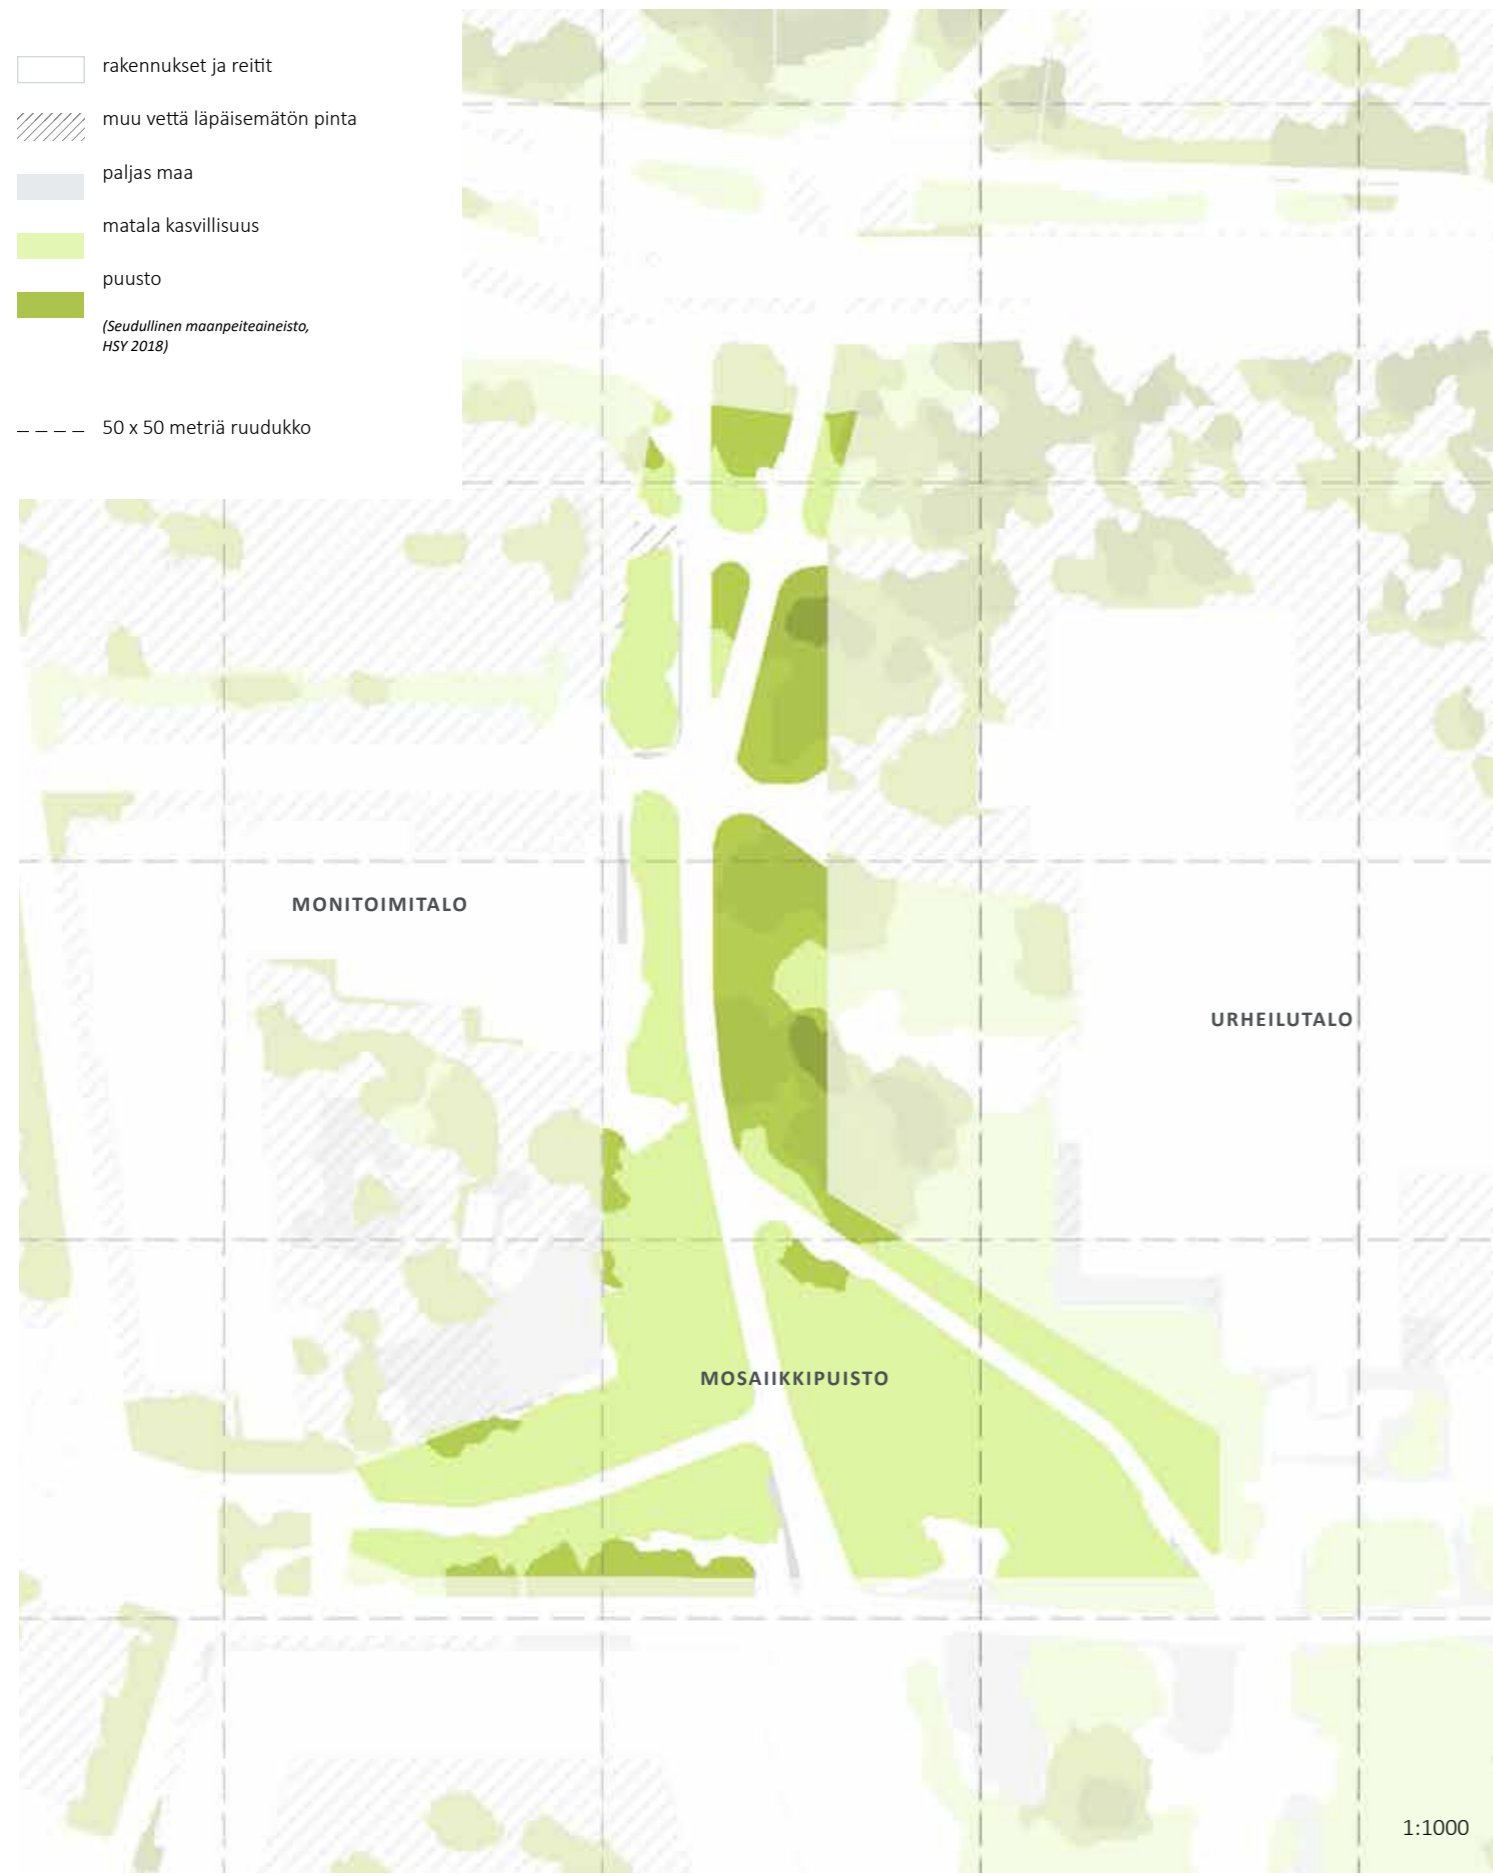 rakennukset ja reitit
muu vettä läpäisemätön pinta
paljas maa
matala kasvillisuus
puusto
(Seudullinen maanpeiteaineisto,
HSY 2018)
50 x 50 metriä ruudukko
MONITOIMITALO
URHEILUTALO
MOSAIIKKIPUISTO
1:1000